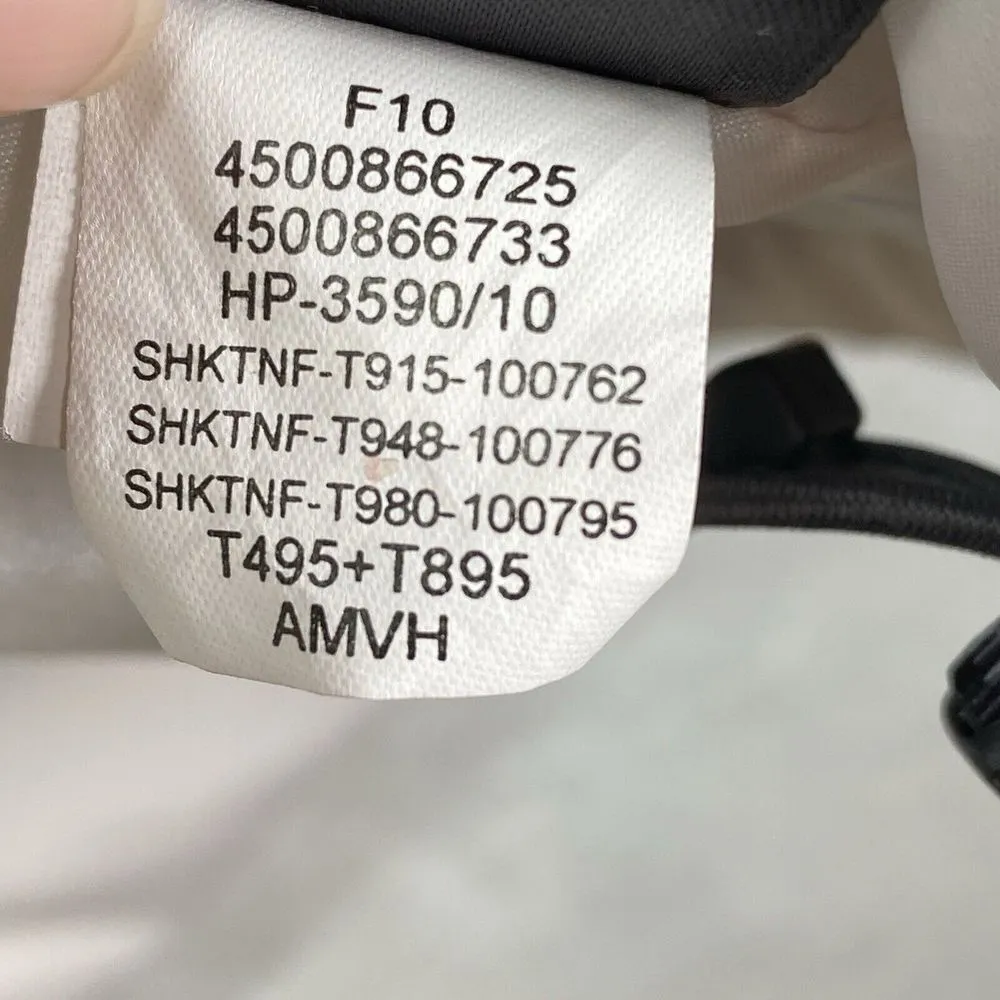 F10
4500866725
4500866733
HP-3590/10
SHKTNF-T915-100762
SHKTNF-T948-100776
SHKTNF-T980-100795
T495+T895
AMVH